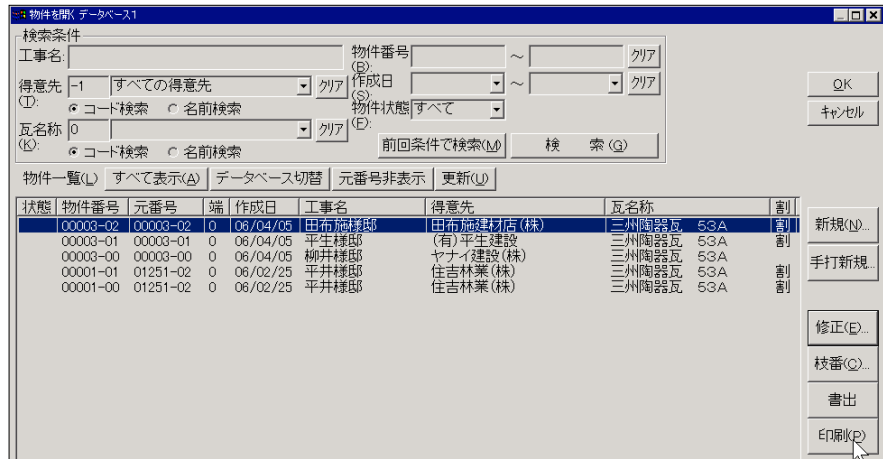 物件を開く データベース1
検索条件
工事名:
物件番号(B): ～ クリア
得意先(T): -1 すべての得意先 クリア
作成日(S): ～ クリア
コード検索 名前検索
物件状態(F): すべて
瓦名称(K): 0 クリア
コード検索 名前検索
前回条件で検索(M) 検 索(G)
OK
キャンセル
物件一覧(L) すべて表示(A) データベース切替 元番号非表示 更新(U)
状態 物件番号 元番号 端 作成日 工事名 得意先 瓦名称 割
00003-02 00003-02 0 06/04/05 田布施様邸 田布施建材店(株) 三州陶器瓦 53A 割
00003-01 00003-01 0 06/04/05 平生様邸 (有)平生建設 三州陶器瓦 53A 割
00003-00 00003-00 0 06/04/05 柳井様邸 ヤナイ建設(株) 三州陶器瓦 53A
00001-01 01251-02 0 06/02/25 平井様邸 住吉林業(株) 三州陶器瓦 53A 割
00001-00 01251-02 0 06/02/25 平井様邸 住吉林業(株) 三州陶器瓦 53A 割
新規(N)...
手打新規...
修正(E)...
枝番(C)...
書出
印刷(P)